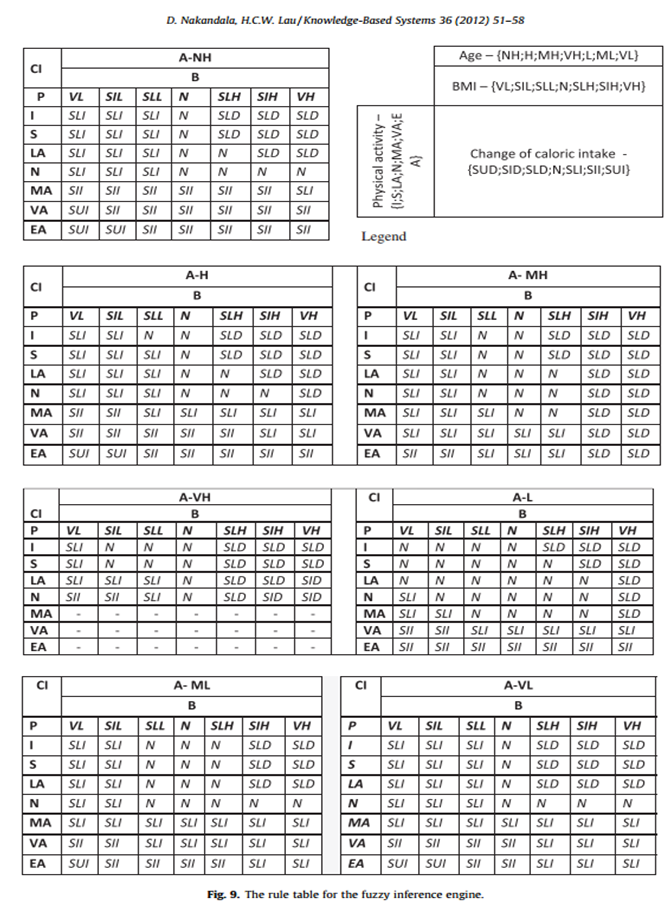 D. Nakandala, H.C.W. Lau / Knowledge-Based Systems 36 (2012) 51–58
CI
A-NH
B
P VL SIL SLL N SLH SIH VH
I SLI SLI SLI N SLD SLD SLD
S SLI SLI SLI N SLD SLD SLD
LA SLI SLI SLI N N SLD SLD
N SLI SLI SLI N N N N
MA SII SII SII SII SII SII SLI
VA SUI SII SII SII SII SII SII
EA SUI SUI SII SII SII SII SII
Age – {NH;H;MH;VH;L;ML;VL}
BMI – {VL;SIL;SLL;N;SLH;SIH;VH}
Physical activity –
{I;S;LA;N;MA;VA;E
A}
Change of caloric intake -
{SUD;SID;SLD;N;SLI;SII;SUI}
Legend
CI
A-H
B
P VL SIL SLL N SLH SIH VH
I SLI SLI N N SLD SLD SLD
S SLI SLI SLI N SLD SLD SLD
LA SLI SLI SLI N N SLD SLD
N SLI SLI SLI N N N SLD
MA SII SII SLI SLI SLI SLI SLI
VA SII SII SII SII SII SLI SLI
EA SUI SUI SII SII SII SII SII
CI
A- MH
B
P VL SIL SLL N SLH SIH VH
I SLI SLI N N SLD SLD SLD
S SLI SLI N N SLD SLD SLD
LA SLI SLI N N N SLD SLD
N SLI SLI N N N SLD SLD
MA SLI SLI SLI N N SLD SLD
VA SLI SLI SLI SLI SLI SLD SLD
EA SII SII SLI SLI SLI SLD SLD
A-VH
CI
B
P VL SIL SLL N SLH SIH VH
I SLI N N N SLD SLD SLD
S SLI N N N SLD SLD SLD
LA SLI SLI SLI N SLD SLD SID
N SII SII SLI N SLD SID SID
MA - - - - - - -
VA - - - - - - -
EA - - - - - - -
CI
A-L
B
P VL SIL SLL N SLH SIH VH
I N N N N SLD SLD SLD
S N N N N N SLD SLD
LA N N N N N N SLD
N SLI N N N N N SLD
MA SLI SLI N N N N SLD
VA SII SII SLI SLI SLI SLI SLI
EA SII SII SII SII SII SII SII
CI
A- ML
B
P VL SIL SLL N SLH SIH VH
I SLI SLI N N N SLD SLD
S SLI SLI N N N SLD SLD
LA SLI SLI N N N SLD SLD
N SLI SLI N N N N N
MA SLI SLI SLI SLI SLI SLI SLI
VA SII SII SLI SLI SLI SLI SLI
EA SUI SII SII SII SII SLI SLI
CI
A-VL
B
P VL SIL SLL N SLH SIH VH
I SLI SLI SLI N SLD SLD SLD
S SLI SLI SLI N SLD SLD SLD
LA SLI SLI SLI N SLD SLD SLD
N SLI SLI SLI N N N N
MA SLI SLI SLI SLI SLI SLI SLI
VA SII SII SII SII SLI SLI SLI
EA SUI SUI SII SII SLI SLI SLI
Fig. 9. The rule table for the fuzzy inference engine.